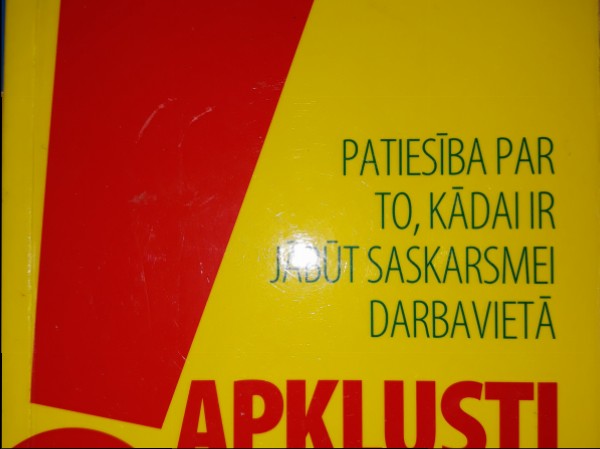 PATIESĪBA PAR
TO, KĀDAI IR
JĀBŪT SASKARSMEI
DARBAVIETĀ
APKLUSTI